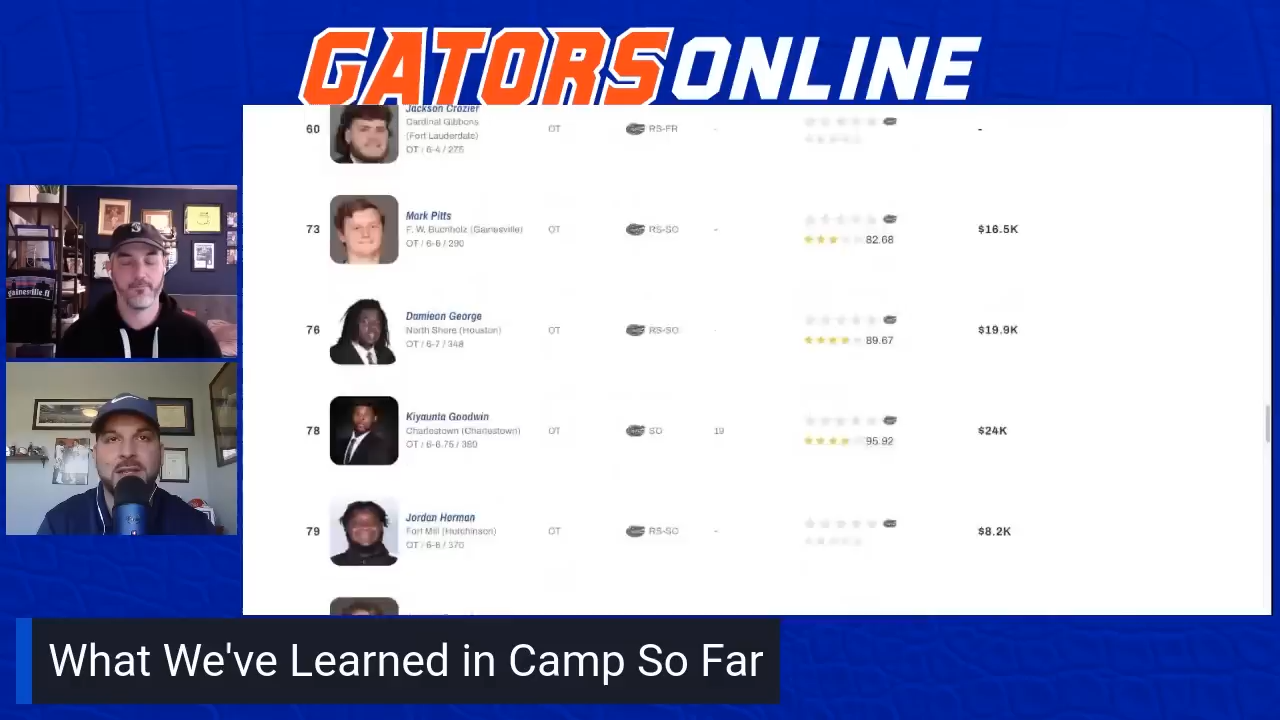 GATORS ONLINE
60
Jackson Crozier
Cardinal Gibbons
(Fort Lauderdale)
OT / 6-4 / 275
OT
RS-FR
-
-
73
Mark Pitts
F. W. Buchholz (Gainesville)
OT / 6-6 / 290
OT
RS-SO
-
82.68
$16.5K
76
Damieon George
North Shore (Houston)
OT / 6-7 / 348
OT
RS-SO
-
89.67
$19.9K
78
Kiyaunta Goodwin
Charlestown (Charlestown)
OT / 6-6.75 / 380
OT
SO
19
95.92
$24K
79
Jordan Herman
Fort Mill (Hutchinson)
OT / 6-8 / 370
OT
RS-SO
-
$8.2K
What We've Learned in Camp So Far